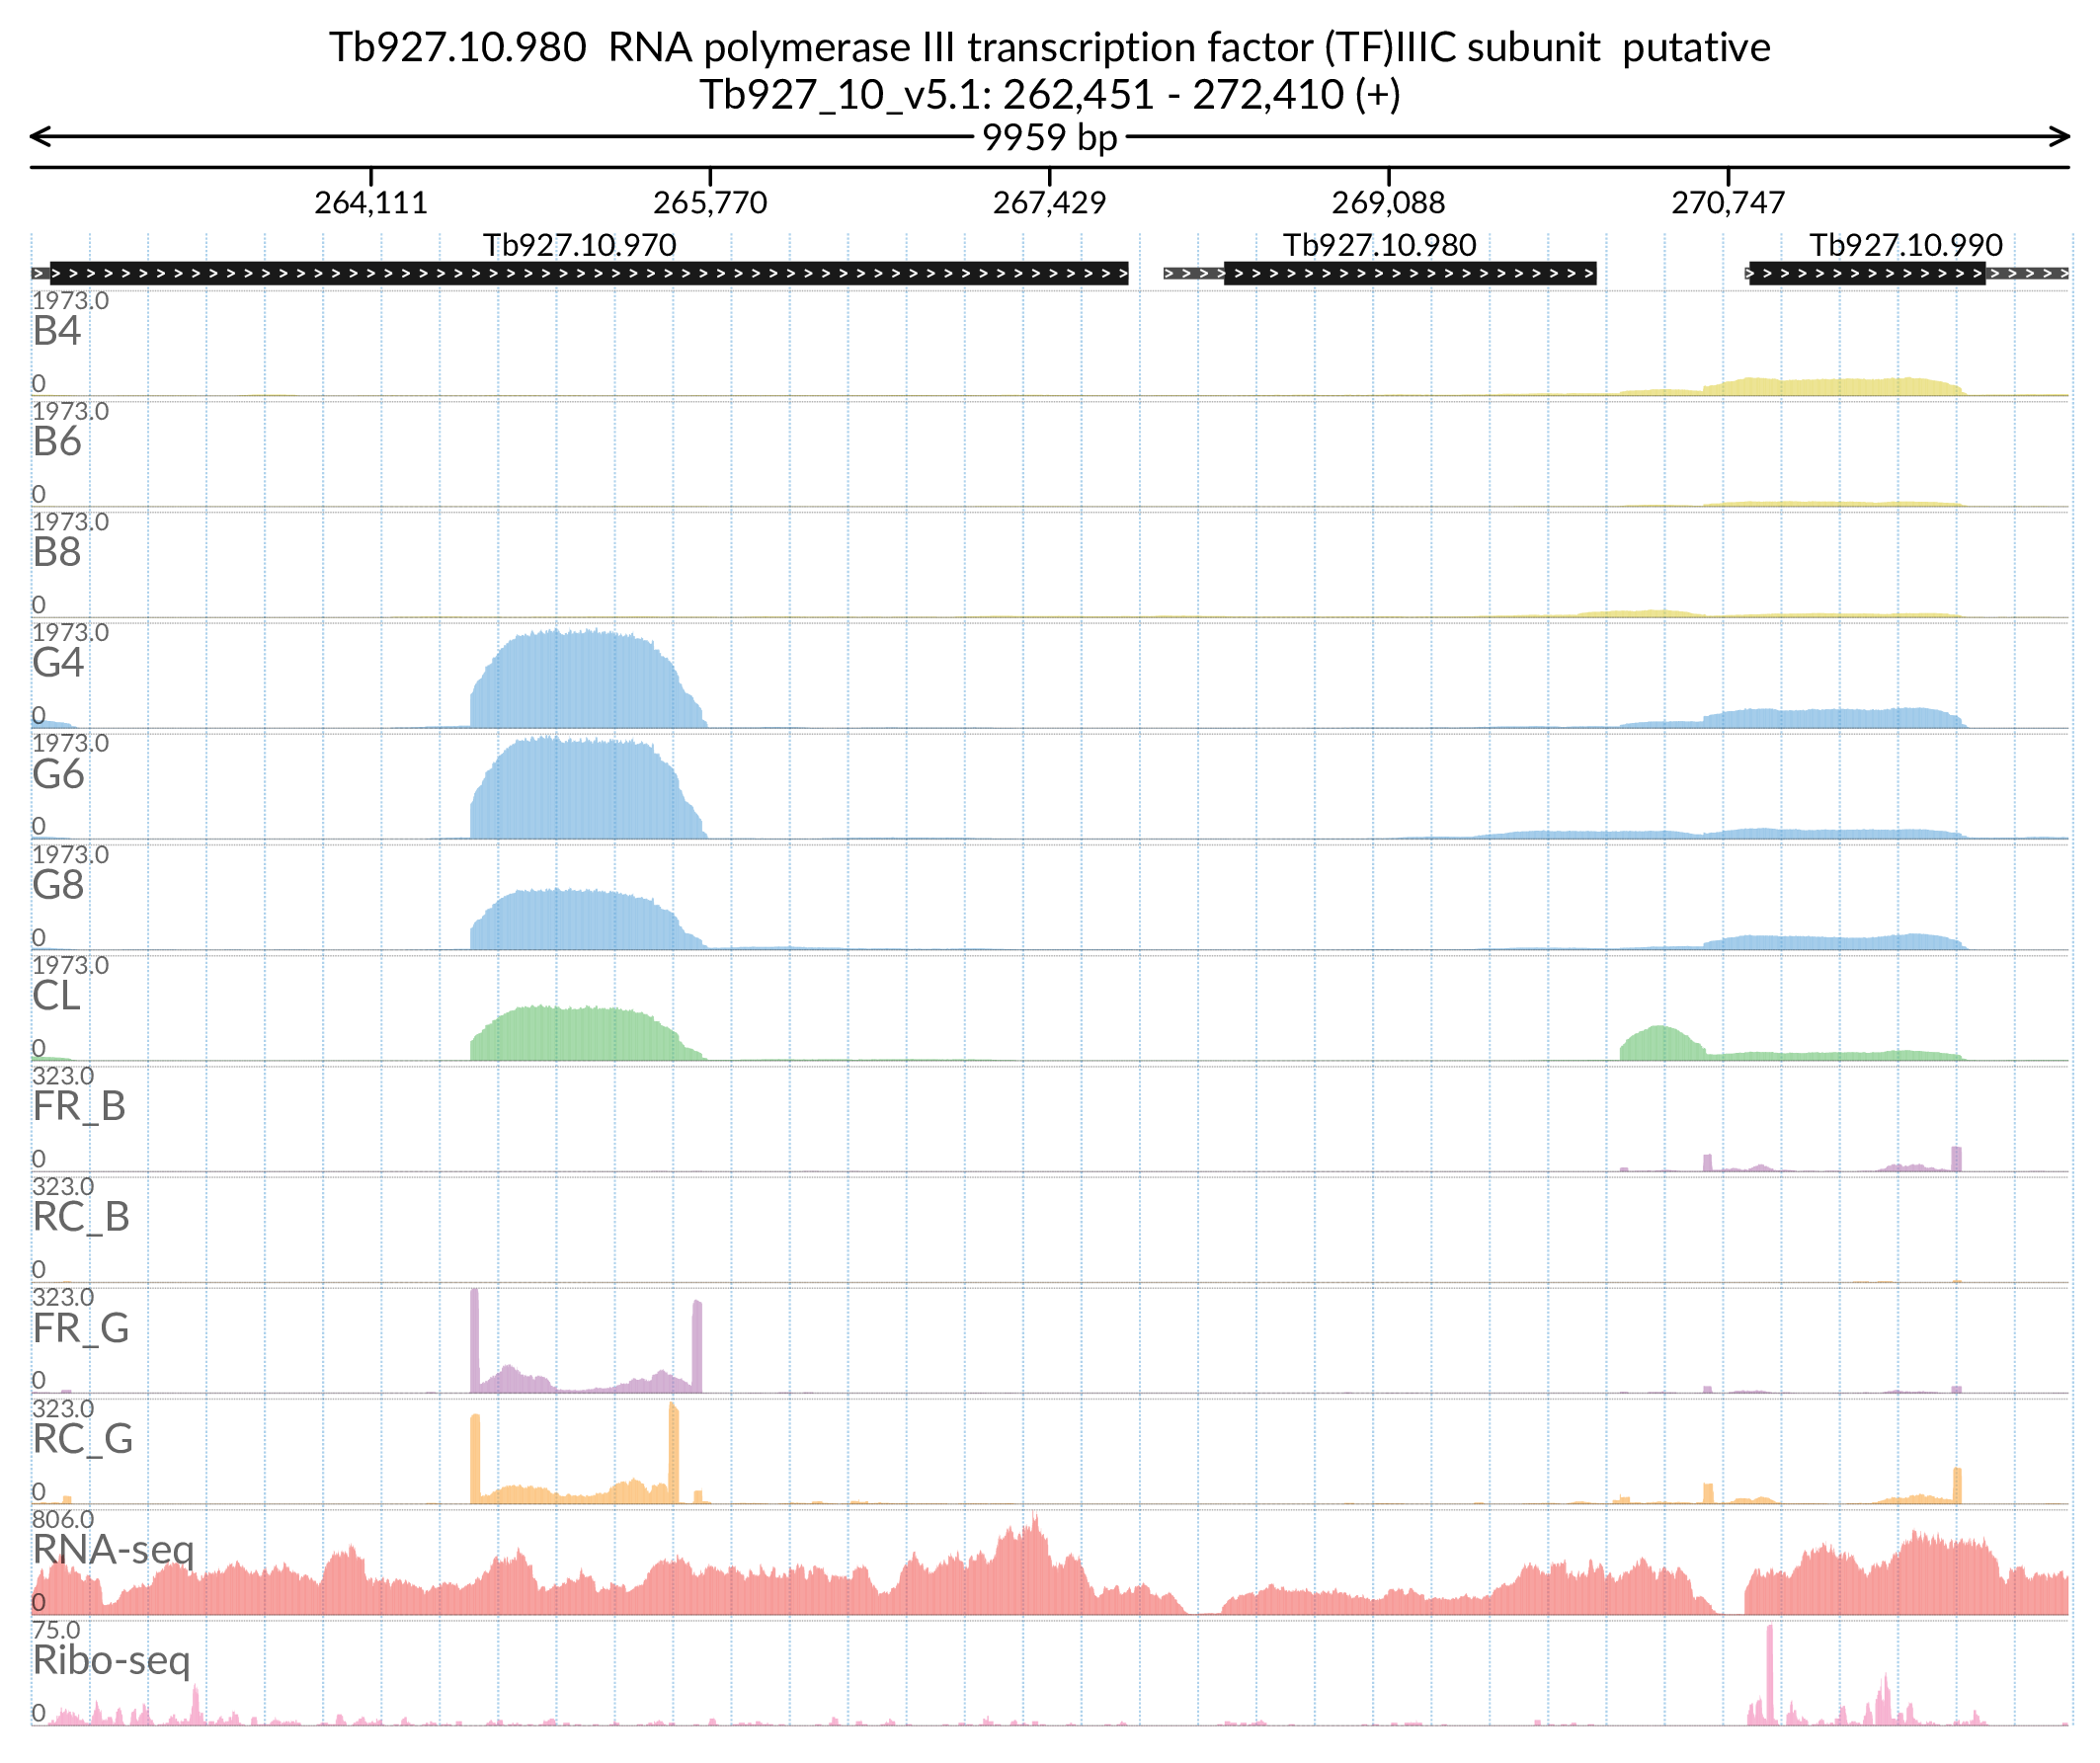 Tb927.10.980  RNA polymerase III transcription factor (TF)IIIC subunit  putative
Tb927_10_v5.1: 262,451 - 272,410 (+)
9959 bp
264,111 265,770 267,429 269,088 270,747
Tb927.10.970 Tb927.10.980 Tb927.10.990
1973.0
B4
0
1973.0
B6
0
1973.0
B8
0
1973.0
G4
0
1973.0
G6
0
1973.0
G8
0
1973.0
CL
0
323.0
FR_B
0
323.0
RC_B
0
323.0
FR_G
0
323.0
RC_G
0
806.0
RNA-seq
0
75.0
Ribo-seq
0